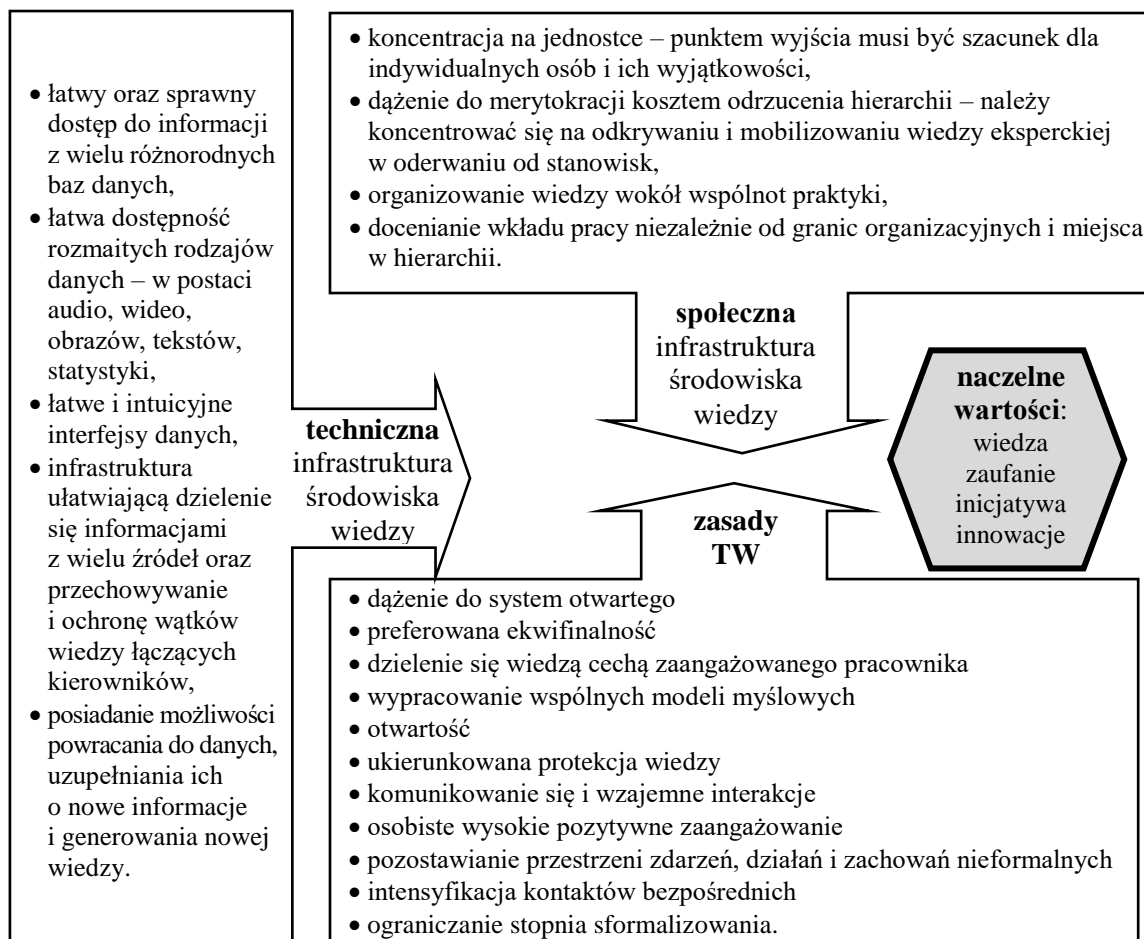 • łatwy oraz sprawny
dostęp do informacji
z wielu różnorodnych
baz danych,
• łatwa dostępność
rozmaitych rodzajów
danych – w postaci
audio, wideo,
obrazów, tekstów,
statystyki,
• łatwe i intuicyjne
interfejsy danych,
• infrastruktura
ułatwiającą dzielenie
się informacjami
z wielu źródeł oraz
przechowywanie
i ochronę wątków
wiedzy łączących
kierowników,
• posiadanie możliwości
powracania do danych,
uzupełniania ich
o nowe informacje
i generowania nowej
wiedzy.
techniczna
infrastruktura
środowiska
wiedzy
• koncentracja na jednostce – punktem wyjścia musi być szacunek dla
indywidualnych osób i ich wyjątkowości,
• dążenie do merytokracji kosztem odrzucenia hierarchii – należy
koncentrować się na odkrywaniu i mobilizowaniu wiedzy eksperckiej
w oderwaniu od stanowisk,
• organizowanie wiedzy wokół wspólnot praktyki,
• docenianie wkładu pracy niezależnie od granic organizacyjnych i miejsca
w hierarchii.
społeczna
infrastruktura
środowiska
wiedzy
naczelne
wartości:
wiedza
zaufanie
inicjatywa
innowacje
zasady
TW
• dążenie do system otwartego
• preferowana ekwifinalność
• dzielenie się wiedzą cechą zaangażowanego pracownika
• wypracowanie wspólnych modeli myślowych
• otwartość
• ukierunkowana protekcja wiedzy
• komunikowanie się i wzajemne interakcje
• osobiste wysokie pozytywne zaangażowanie
• pozostawianie przestrzeni zdarzeń, działań i zachowań nieformalnych
• intensyfikacja kontaktów bezpośrednich
• ograniczanie stopnia sformalizowania.